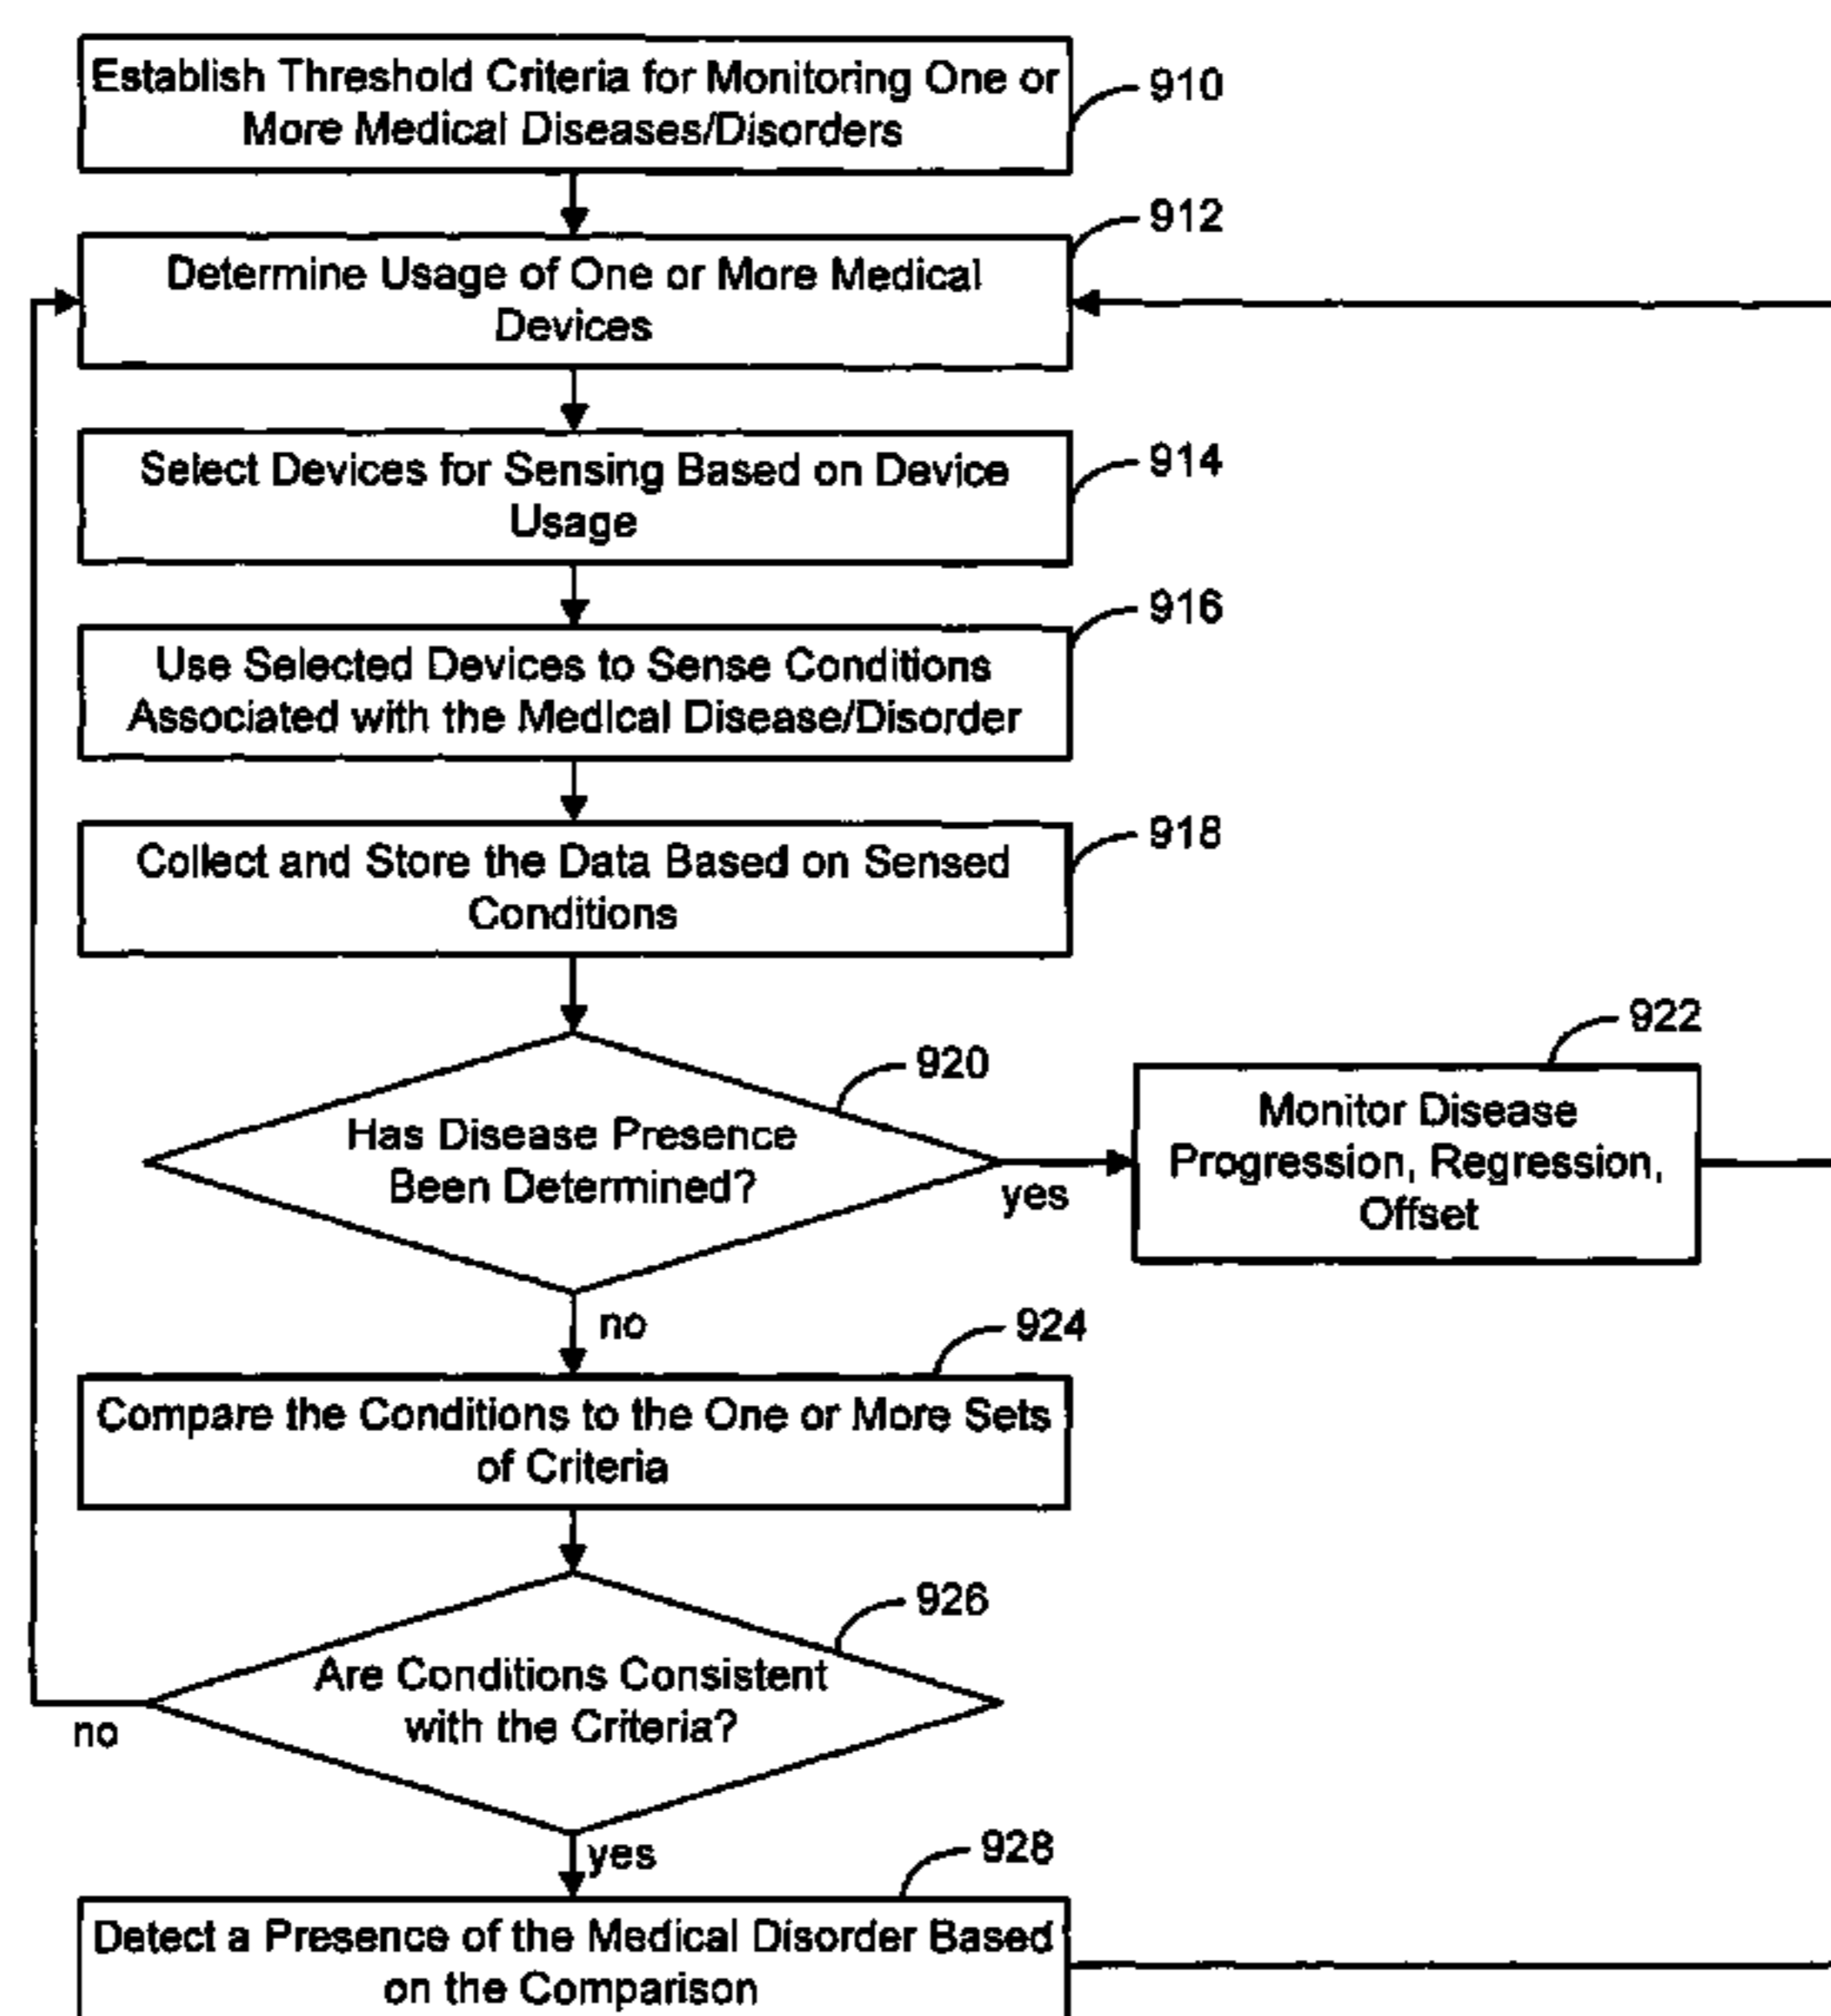 Establish Threshold Criteria for Monitoring One or
More Medical Diseases/Disorders
910
912
Determine Usage of One or More Medical
Devices
Select Devices for Sensing Based on Device
Usage
914
916
Use Selected Devices to Sense Conditions
Associated with the Medical Disease/Disorder
918
Collect and Store the Data Based on Sensed
Conditions
920
Has Disease Presence
Been Determined?
yes
922
Monitor Disease
Progression, Regression,
Offset
no
924
Compare the Conditions to the One or More Sets
of Criteria
926
Are Conditions Consistent
with the Criteria?
no
yes
928
Detect a Presence of the Medical Disorder Based
on the Comparison